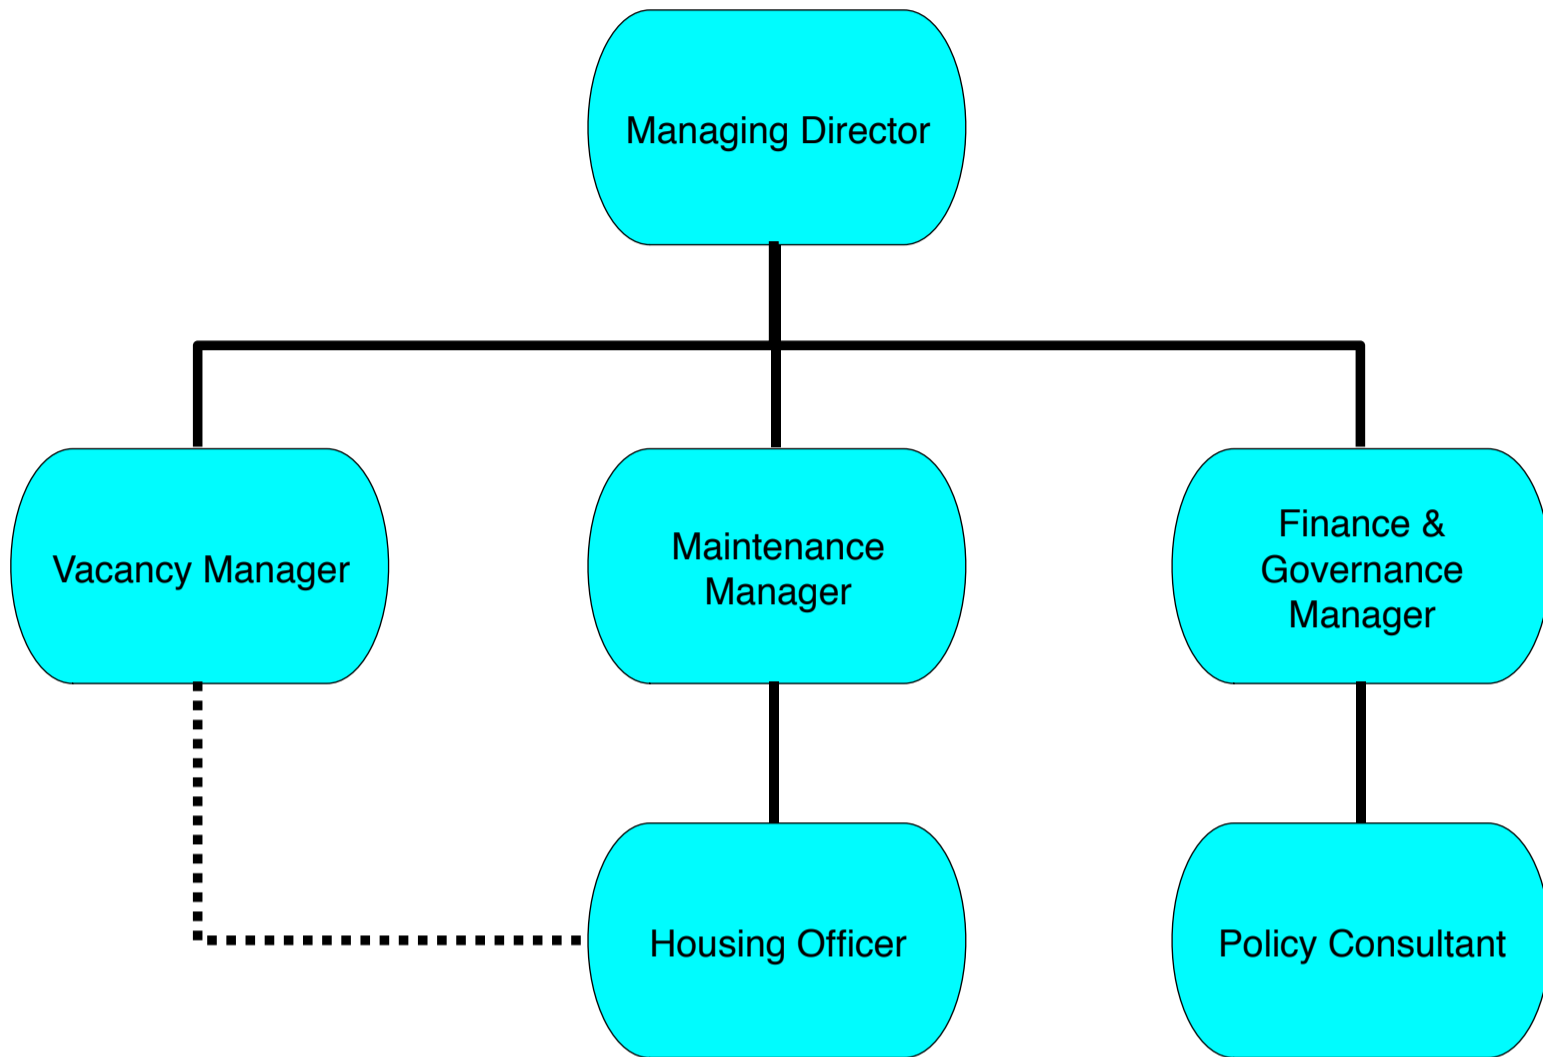 Managing Director
Vacancy Manager
Maintenance
Manager
Finance &
Governance
Manager
Housing Officer
Policy Consultant